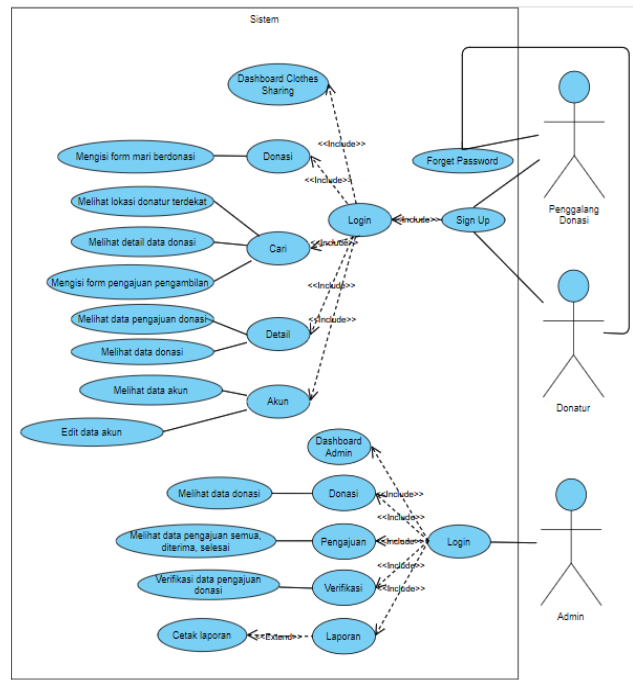 Sistem
Dashboard Clothes
Sharing
<<Include>>
Mengisi form mari berdonasi
Donasi
Forget Password
<<Include>>
Melihat lokasi donatur terdekat
Penggalang
Donasi
Login
<<Include>>
Sign Up
Melihat detail data donasi
Cari
<<Include>>
Mengisi form pengajuan pengambilan
<<Include>>
Melihat data pengajuan donasi
Detail
<<Include>>
Melihat data donasi
Melihat data akun
Akun
Donatur
Edit data akun
Dashboard
Admin
Melihat data donasi
Donasi
<<Include>>
<<Include>>
Melihat data pengajuan semua,
diterima, selesai
Pengajuan
<<Include>>
Login
<<Include>>
Verifikasi data pengajuan
donasi
Verifikasi
<<Include>>
Admin
Cetak laporan
<<Extend>>
Laporan